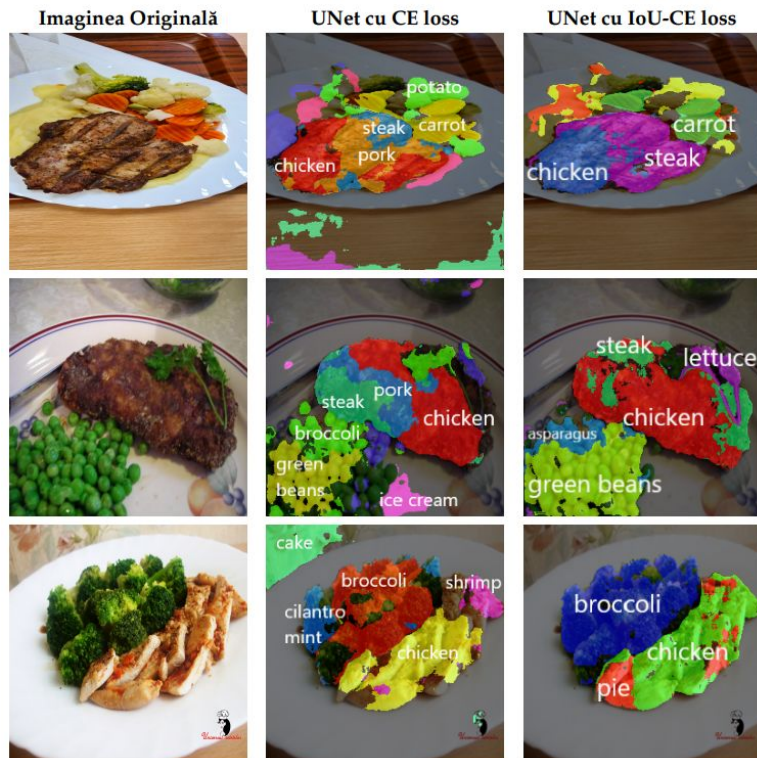 Imaginea Originală
UNet cu CE loss
UNet cu IoU-CE loss
potato
steak
carrot
pork
chicken
carrot
steak
chicken
pork
steak
chicken
broccoli
green
beans
ice cream
steak
lettuce
chicken
asparagus
green beans
cake
broccoli
shrimp
cilantro
mint
chicken
broccoli
chicken
pie